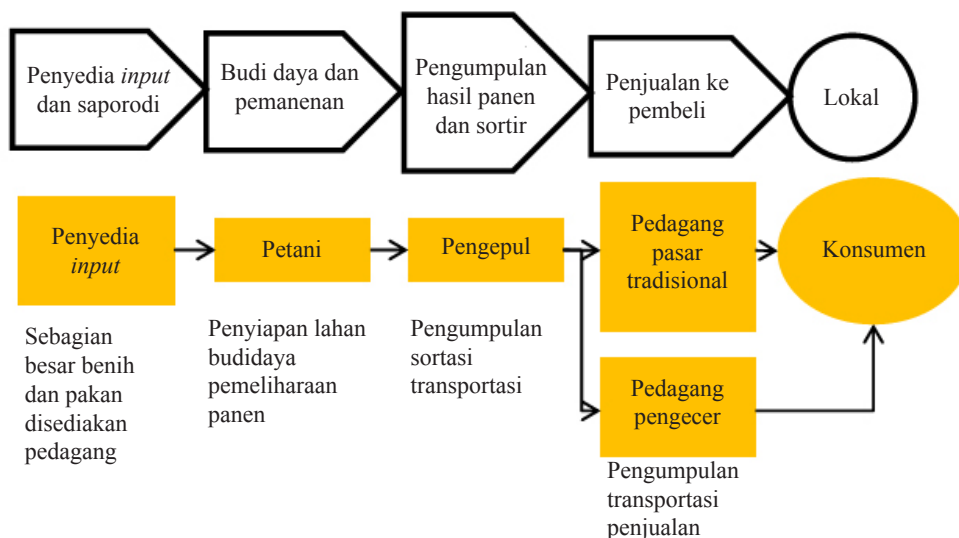 Penyedia input
dan saporodi
Budi daya dan
pemanenan
Pengumpulan
hasil panen
dan sortir
Penjualan ke
pembeli
Lokal
Penyedia
input
Petani
Pengepul
Pedagang
pasar
tradisional
Konsumen
Sebagian
besar benih
dan pakan
disediakan
pedagang
Penyiapan lahan
budidaya
pemeliharaan
panen
Pengumpulan
sortasi
transportasi
Pedagang
pengecer
Pengumpulan
transportasi
penjualan